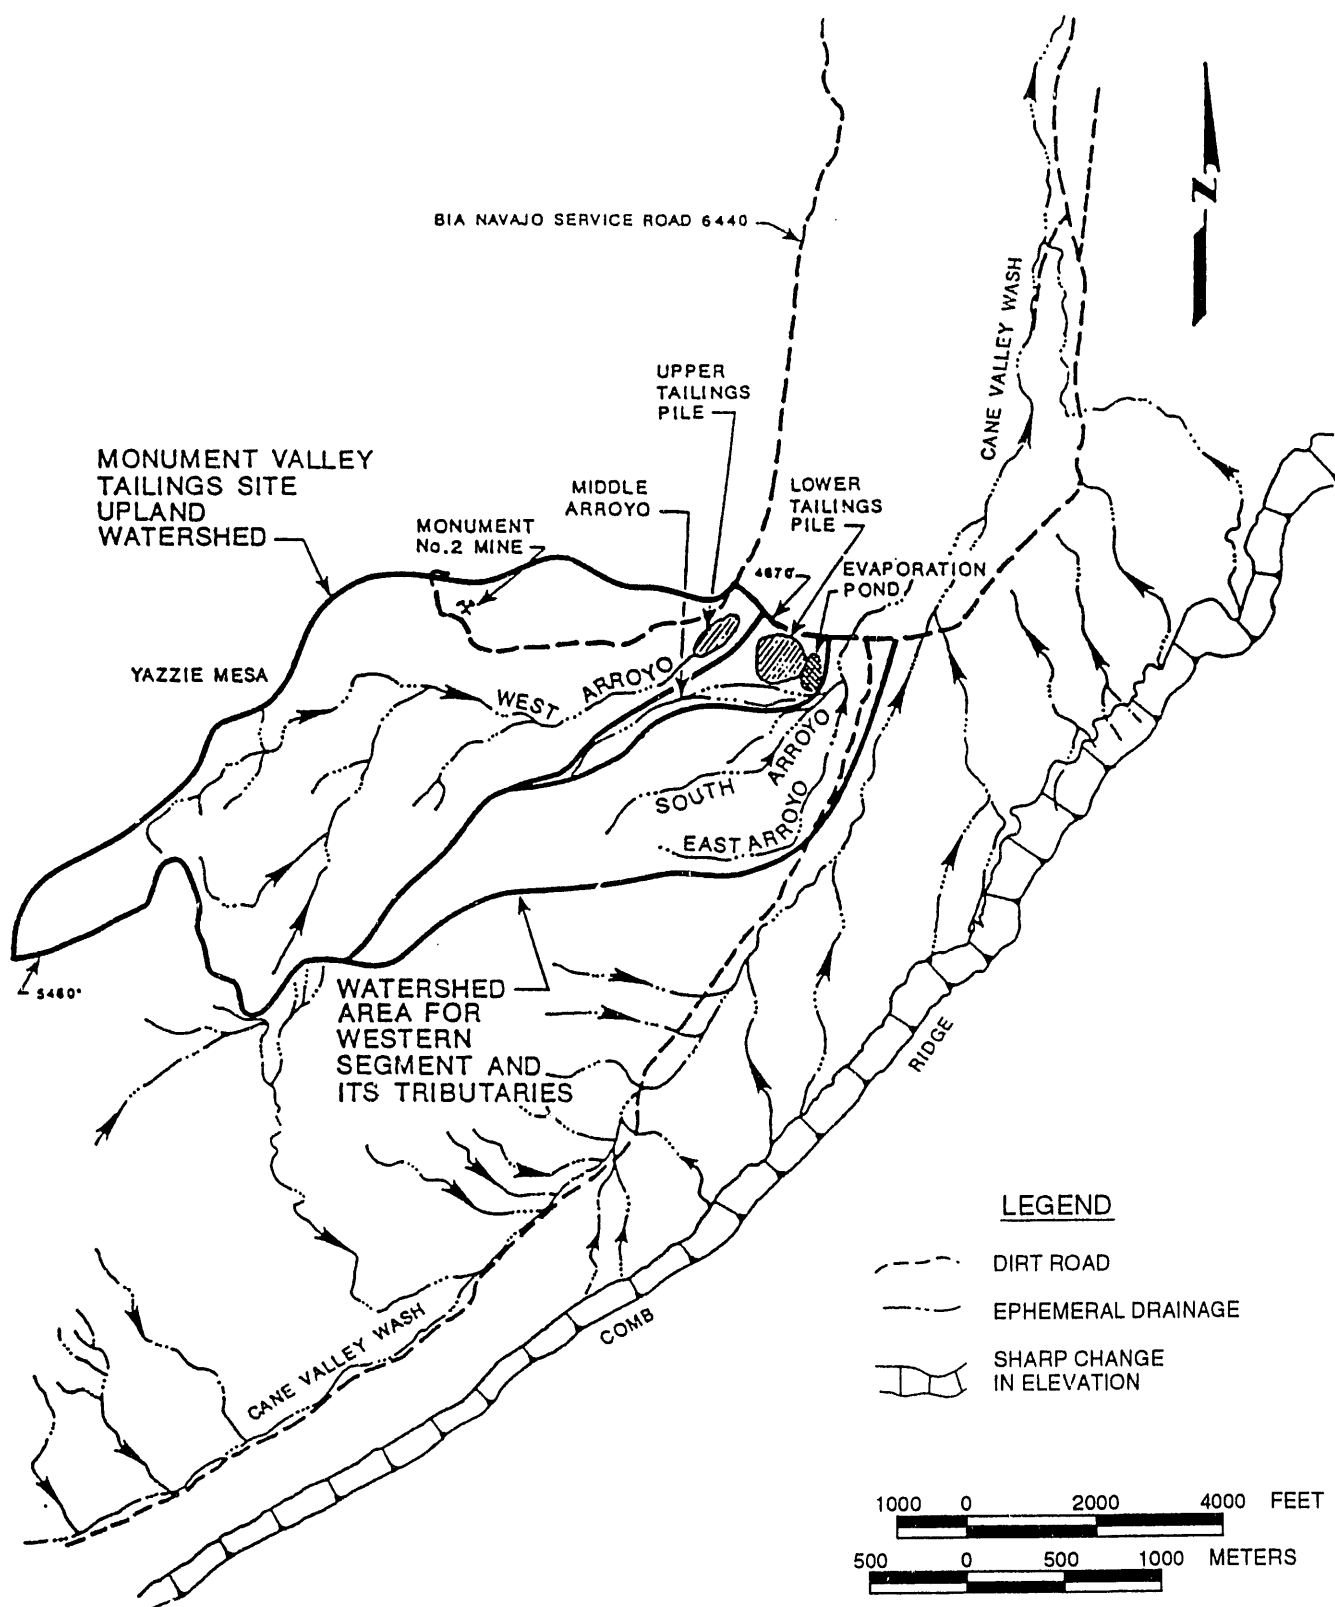 BIA NAVAJO SERVICE ROAD 6440
N
CANE VALLEY WASH
UPPER
TAILINGS
PILE
MONUMENT VALLEY
TAILINGS SITE
UPLAND
WATERSHED
MIDDLE
ARROYO
LOWER
TAILINGS
PILE
MONUMENT
No.2 MINE
4870'
EVAPORATION
POND
YAZZIE MESA
WEST ARROYO
SOUTH ARROYO
EAST ARROYO
5460'
WATERSHED
AREA FOR
WESTERN
SEGMENT AND
ITS TRIBUTARIES
COMB RIDGE
CANE VALLEY WASH
LEGEND
DIRT ROAD
EPHEMERAL DRAINAGE
SHARP CHANGE
IN ELEVATION
1000 0 2000 4000 FEET
500 0 500 1000 METERS